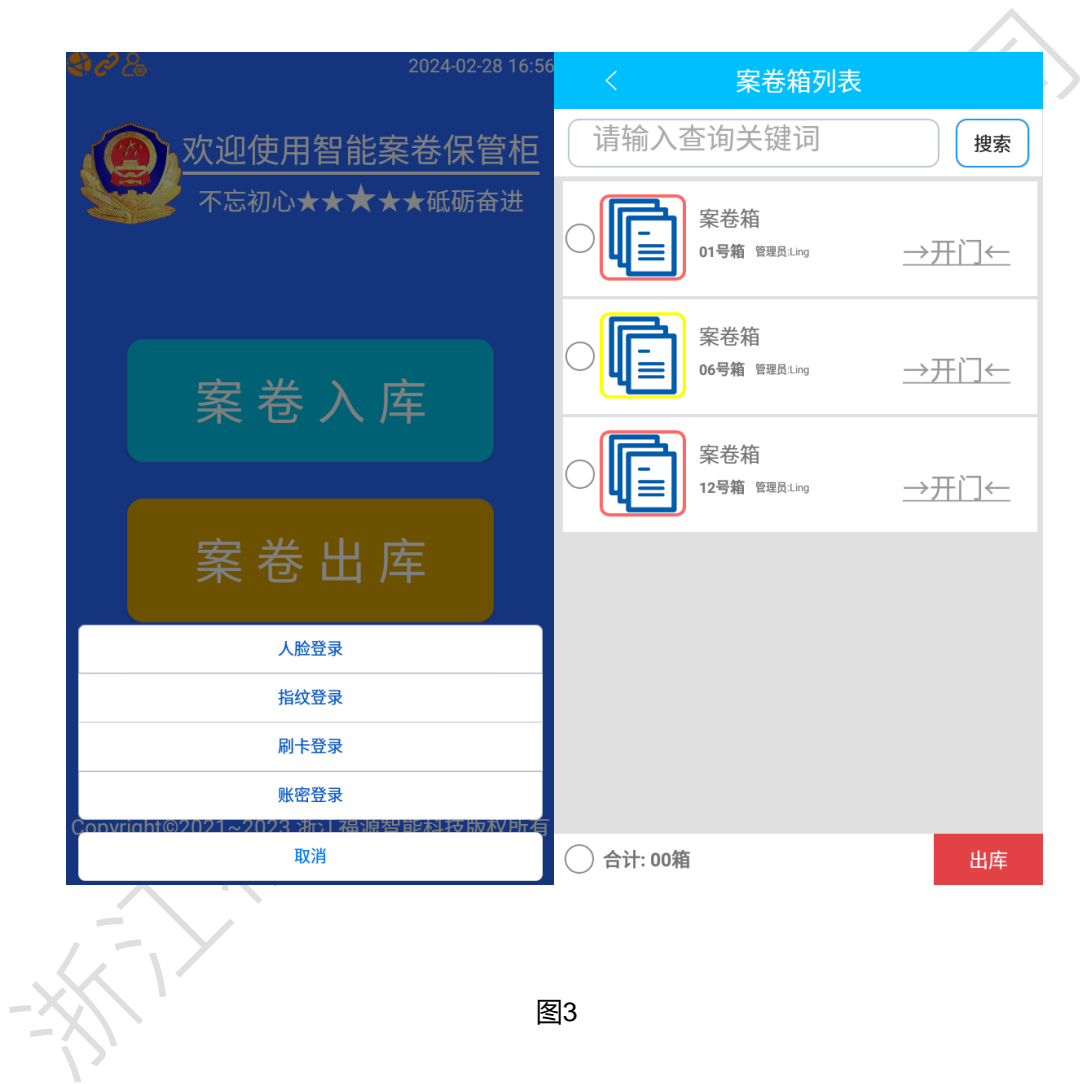 2024-02-28 16:56
欢迎使用智能案卷保管柜
不忘初心★★★★★砥砺奋进
案卷入库
案卷出库
人脸登录
指纹登录
刷卡登录
账密登录
Copyright©2021~2023 浙江福源智能科技版权所有
取消
案卷箱列表
请输入查询关键词
搜索
案卷箱
01号箱 管理员:Ling
→开门←
案卷箱
06号箱 管理员:Ling
→开门←
案卷箱
12号箱 管理员:Ling
→开门←
合计: 00箱
出库
图3
浙江
司